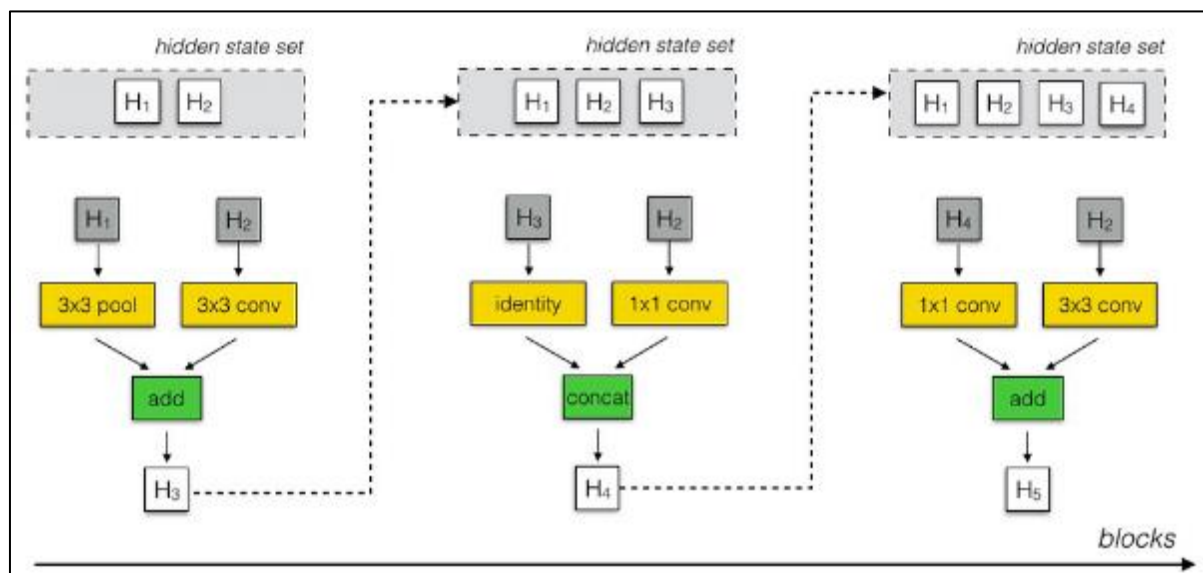 hidden state set hidden state set hidden state set
H₁ H₂ H₁ H₂ H₃ H₁ H₂ H₃ H₄
H₁ H₂ H₃ H₂ H₄ H₂
3x3 pool 3x3 conv identity 1x1 conv 1x1 conv 3x3 conv
add concat add
H₃ H₄ H₅
blocks